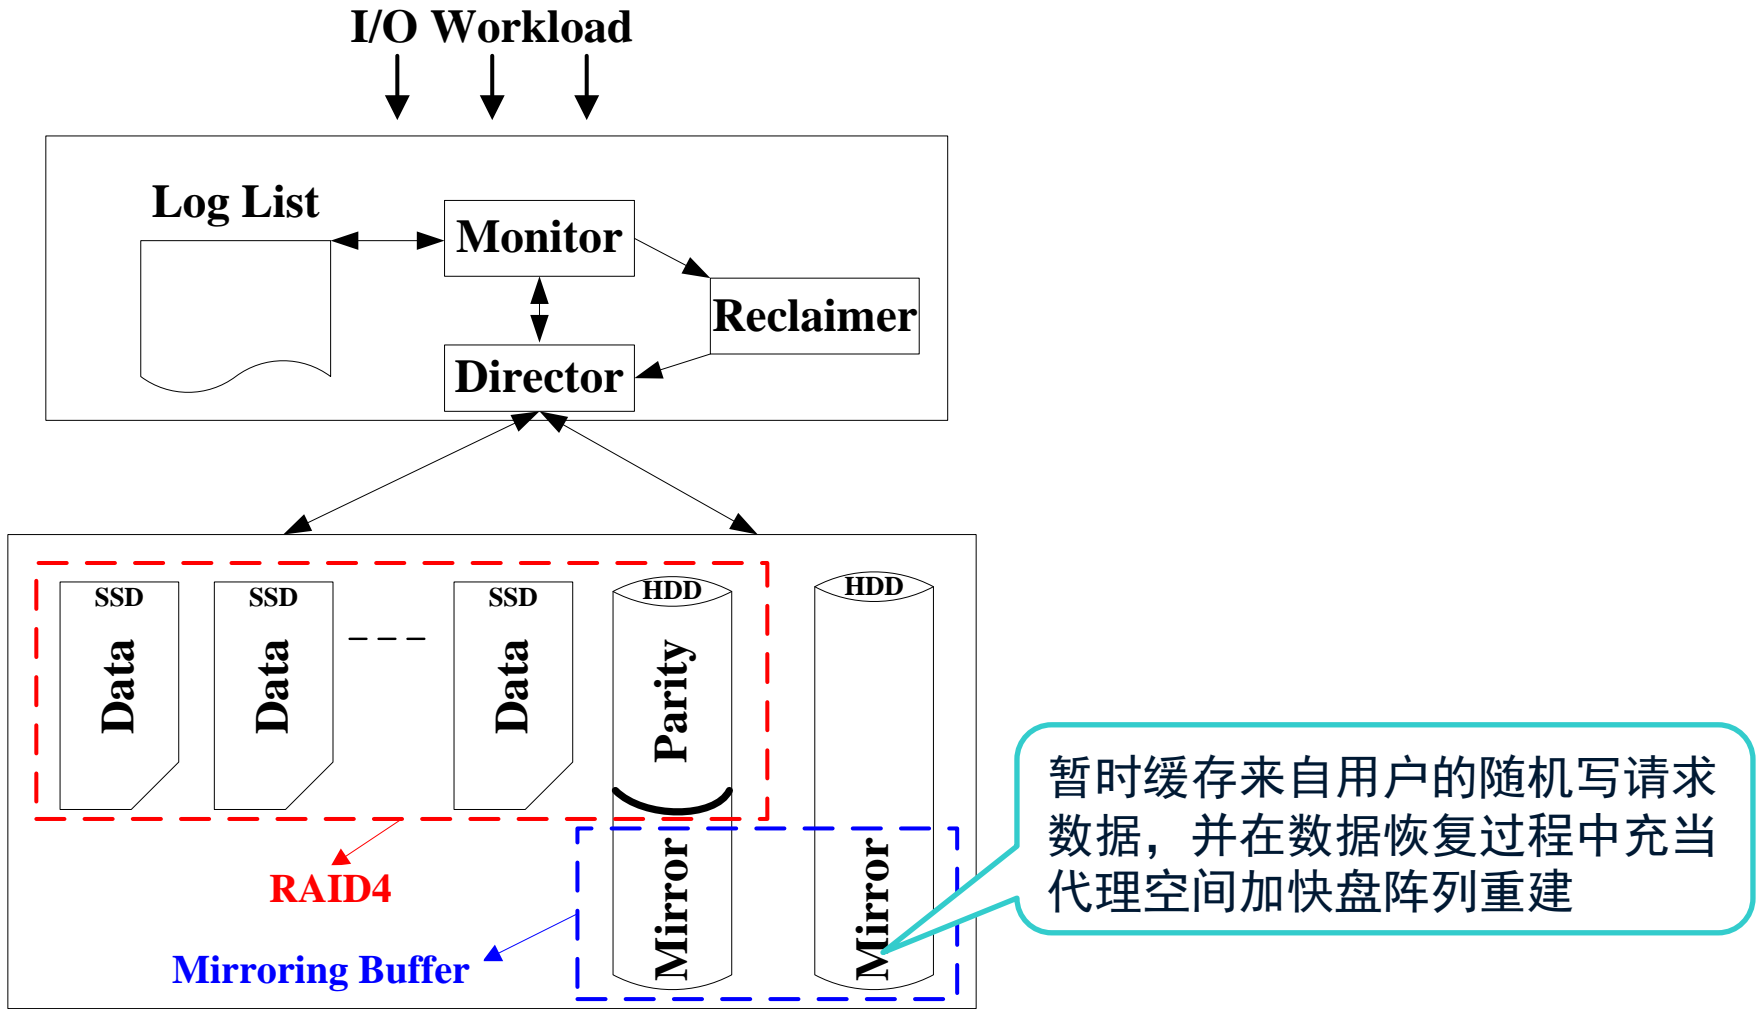 I/O Workload
Log List
Monitor
Reclaimer
Director
SSD
SSD
SSD
HDD
HDD
Data
Data
Data
Parity
RAID4
Mirror
Mirror
Mirroring Buffer
暂时缓存来自用户的随机写请求
数据，并在数据恢复过程中充当
代理空间加快盘阵列重建